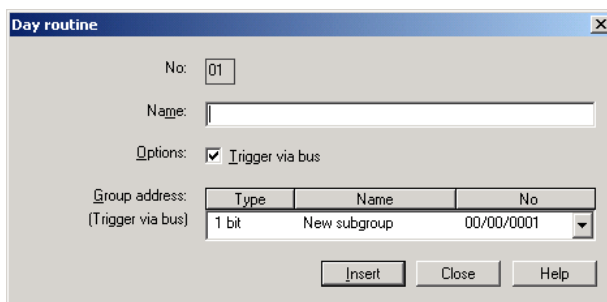 Day routine
No: 01
Name:
Options: Trigger via bus
Group address: Type Name No
(Trigger via bus) 1 bit New subgroup 00/00/0001
Insert Close Help